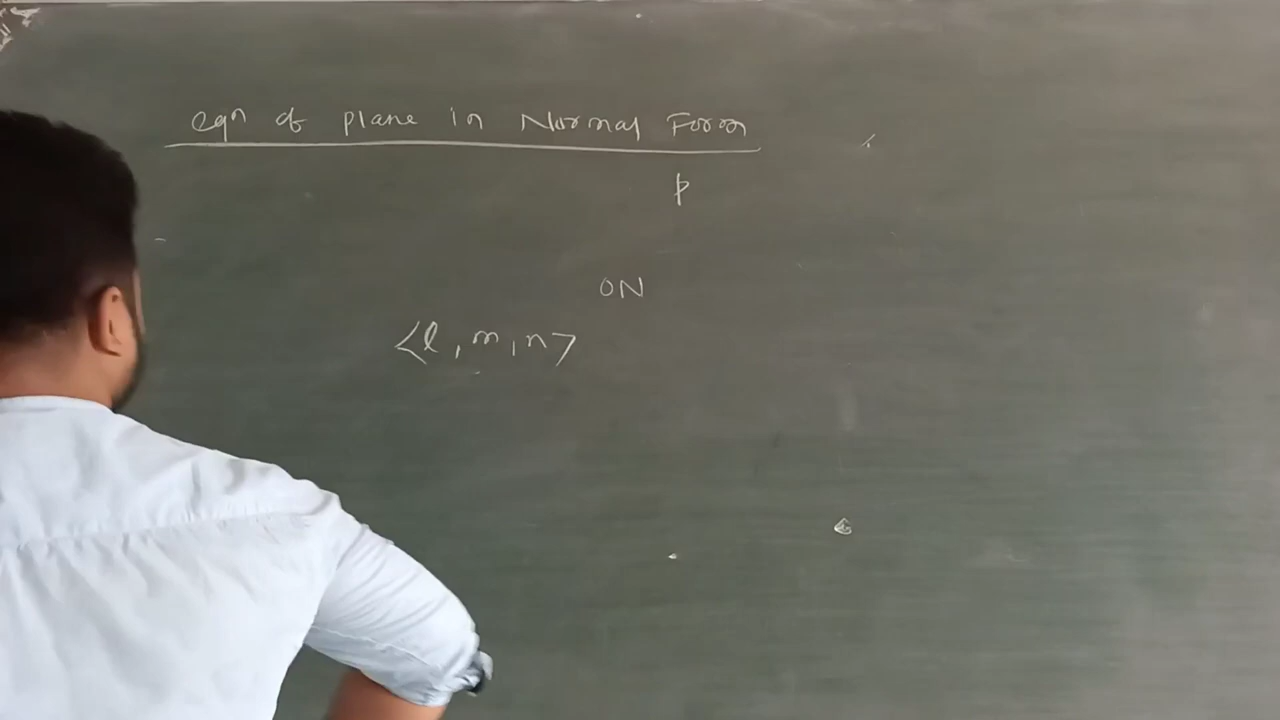 eqn of plane in Normal Form
p
ON
<l, m, n>